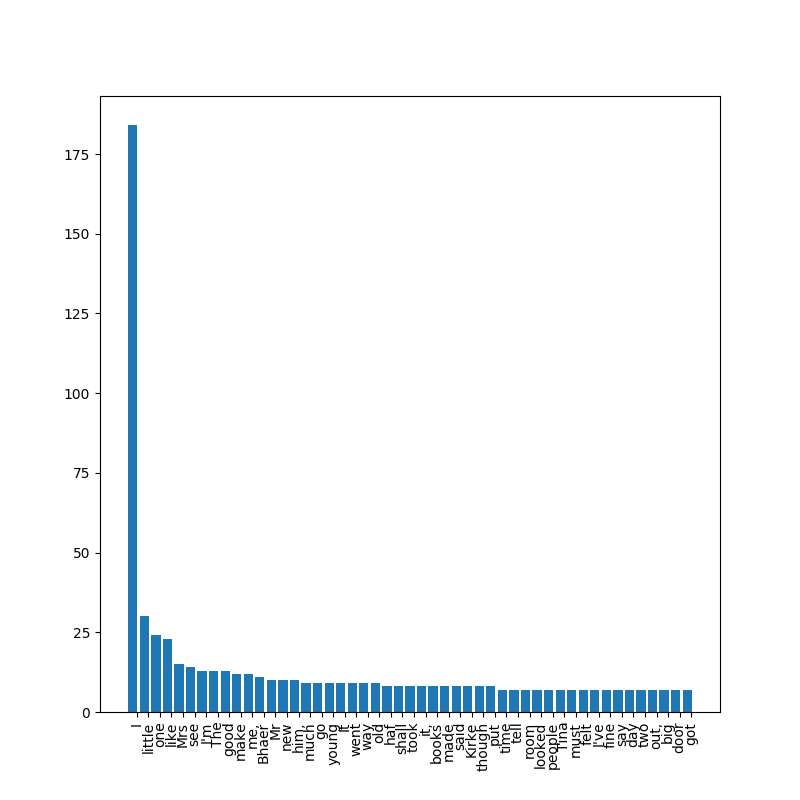 175
150
125
100
75
50
25
0
I
little
one
like
Mrs
see
I'm
The
good
make
me,
Bhaer
Mr
new
him,
much
go
young
It
went
way
old
haf
shall
took
it,
books
made
said
Kirke
though
put
time
tell
room
looked
people
Tina
must
felt
I've
fine
say
day
two
out,
big
door
got